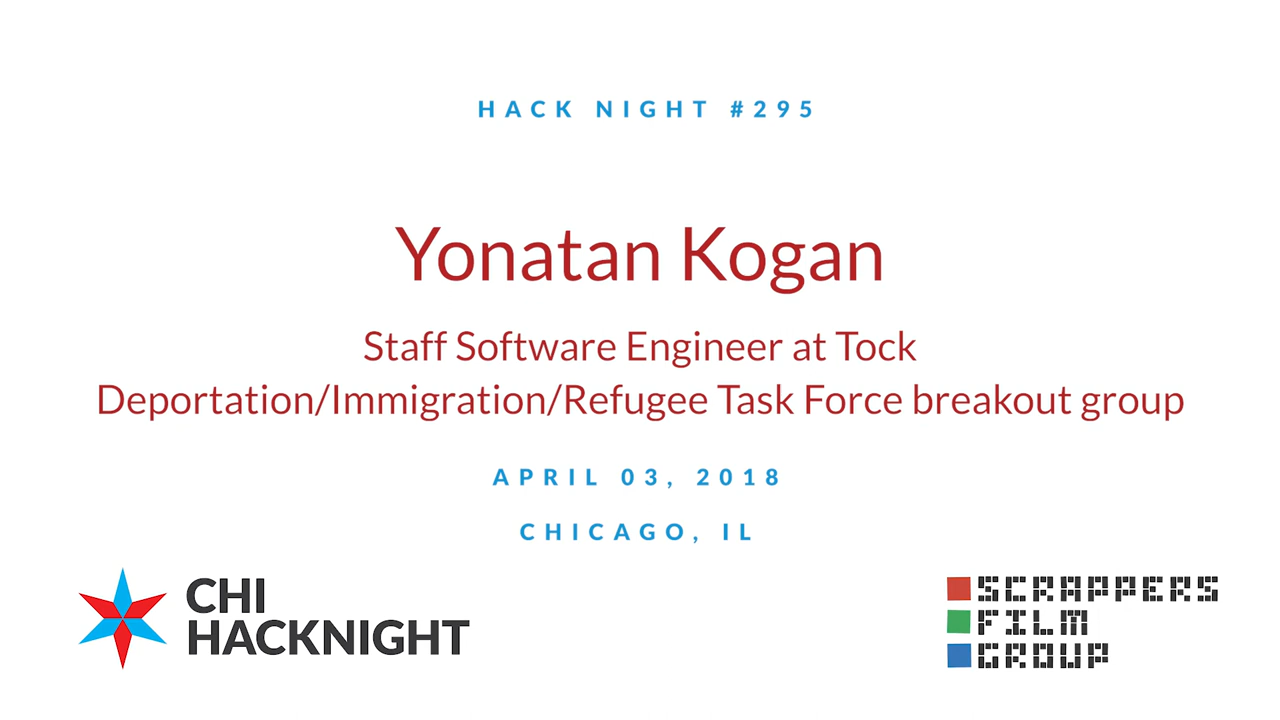 HACK NIGHT #295
Yonatan Kogan
Staff Software Engineer at Tock
Deportation/Immigration/Refugee Task Force breakout group
APRIL 03, 2018
CHICAGO, IL
CHI
HACKNIGHT
SCRAPPERS
FILM
GROUP